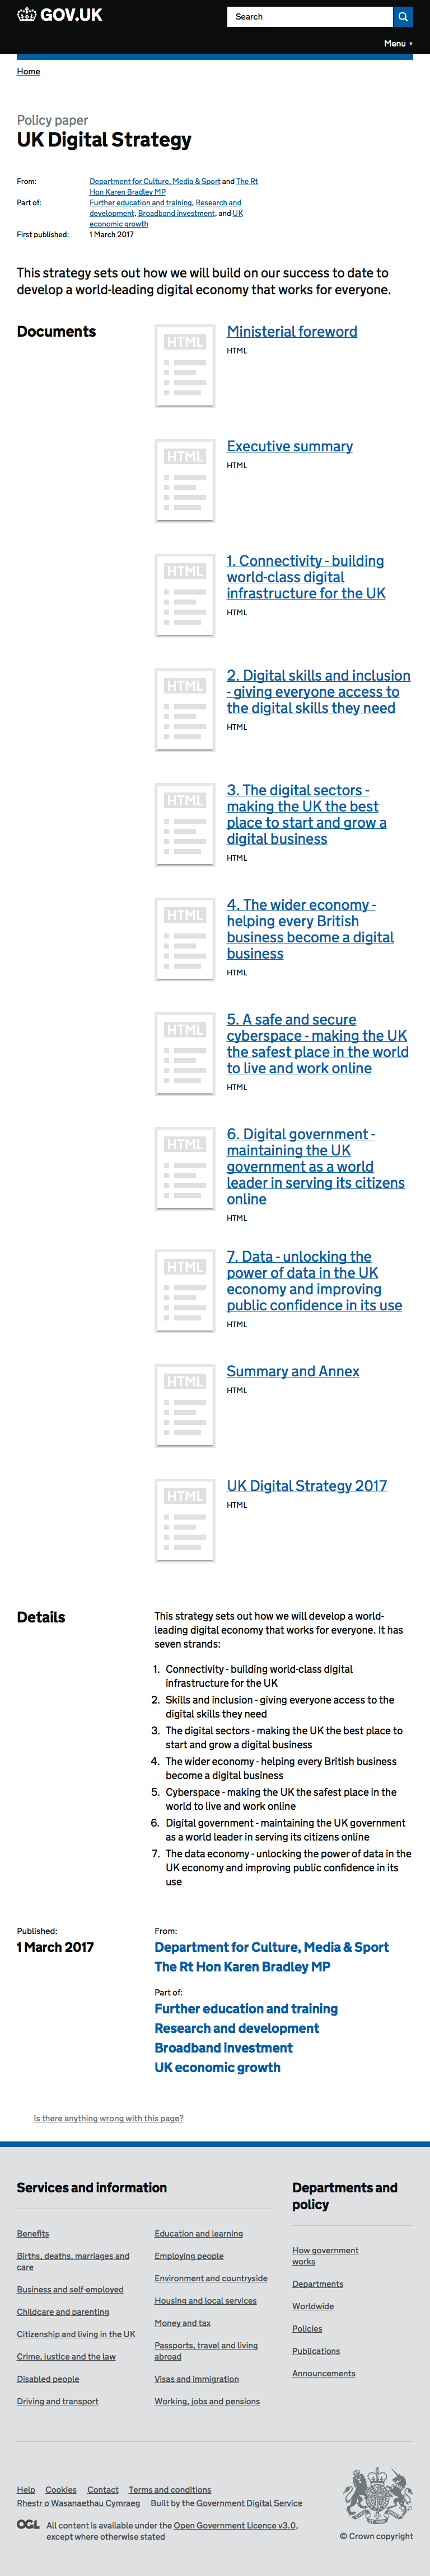 GOV.UK
Search
Menu ▼
Home
Policy paper
UK Digital Strategy
From: Department for Culture, Media & Sport and The Rt
Hon Karen Bradley MP
Part of: Further education and training, Research and
development, Broadband investment, and UK
economic growth
First published: 1 March 2017
This strategy sets out how we will build on our success to date to
develop a world-leading digital economy that works for everyone.
Documents
HTML
Ministerial foreword
HTML
HTML
Executive summary
HTML
HTML
1. Connectivity - building
world-class digital
infrastructure for the UK
HTML
HTML
2. Digital skills and inclusion
- giving everyone access to
the digital skills they need
HTML
HTML
3. The digital sectors -
making the UK the best
place to start and grow a
digital business
HTML
HTML
4. The wider economy -
helping every British
business become a digital
business
HTML
HTML
5. A safe and secure
cyberspace - making the UK
the safest place in the world
to live and work online
HTML
HTML
6. Digital government -
maintaining the UK
government as a world
leader in serving its citizens
online
HTML
HTML
7. Data - unlocking the
power of data in the UK
economy and improving
public confidence in its use
HTML
HTML
Summary and Annex
HTML
HTML
UK Digital Strategy 2017
HTML
Details
This strategy sets out how we will develop a world-
leading digital economy that works for everyone. It has
seven strands:
1. Connectivity - building world-class digital
infrastructure for the UK
2. Skills and inclusion - giving everyone access to the
digital skills they need
3. The digital sectors - making the UK the best place to
start and grow a digital business
4. The wider economy - helping every British business
become a digital business
5. Cyberspace - making the UK the safest place in the
world to live and work online
6. Digital government - maintaining the UK government
as a world leader in serving its citizens online
7. The data economy - unlocking the power of data in the
UK economy and improving public confidence in its
use
Published:
1 March 2017
From:
Department for Culture, Media & Sport
The Rt Hon Karen Bradley MP
Part of:
Further education and training
Research and development
Broadband investment
UK economic growth
Is there anything wrong with this page?
Services and information
Benefits
Births, deaths, marriages and
care
Business and self-employed
Childcare and parenting
Citizenship and living in the UK
Crime, justice and the law
Disabled people
Driving and transport
Education and learning
Employing people
Environment and countryside
Housing and local services
Money and tax
Passports, travel and living
abroad
Visas and immigration
Working, jobs and pensions
Departments and
policy
How government
works
Departments
Worldwide
Policies
Publications
Announcements
Help Cookies Contact Terms and conditions
Rhestr o Wasanaethau Cymraeg Built by the Government Digital Service
OGL All content is available under the Open Government Licence v3.0,
except where otherwise stated
© Crown copyright